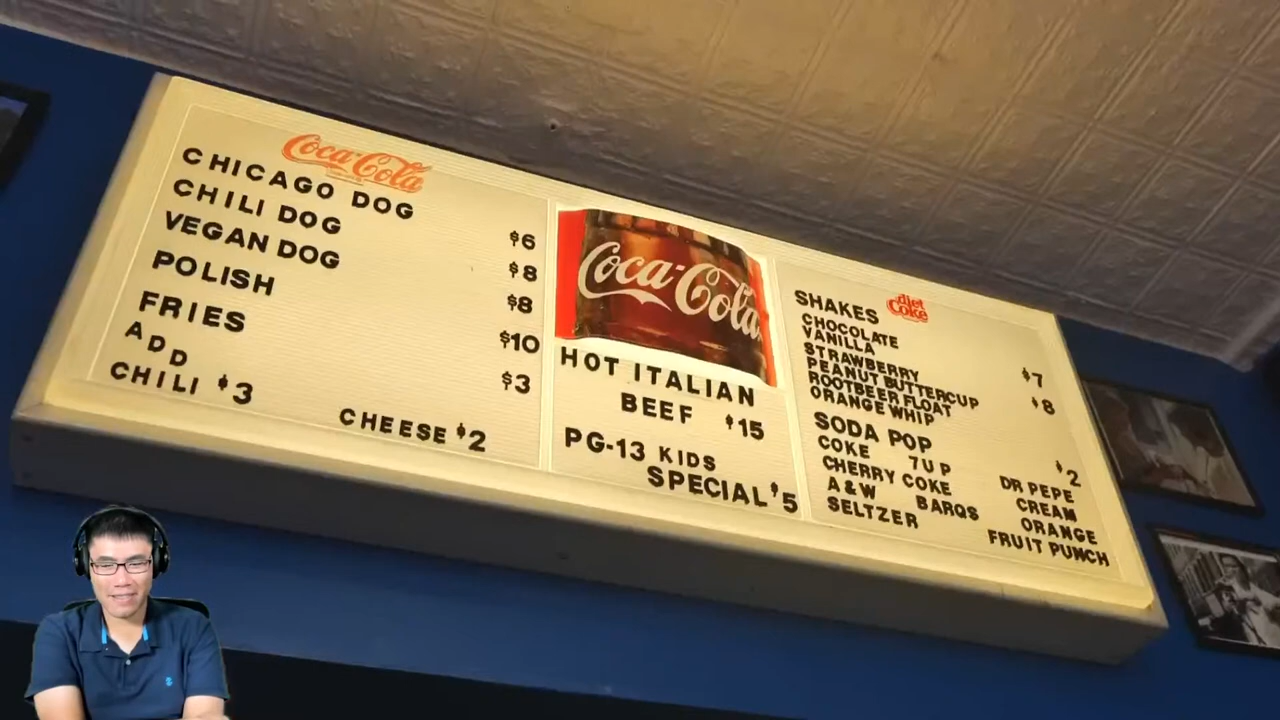 Coca-Cola
CHICAGO DOG $6
CHILI DOG $8
VEGAN DOG $8
POLISH $10
FRIES $3
ADD
CHILI $3 CHEESE $2
Coca-Cola
HOT ITALIAN
BEEF $15
PG-13 KIDS
SPECIAL $5
SHAKES diet Coke
CHOCOLATE
VANILLA
STRAWBERRY $7
PEANUT BUTTERCUP $8
ROOTBEER FLOAT
ORANGE WHIP
SODA POP $2
COKE 7UP DR PEPE
CHERRY COKE CREAM
A&W BARQS ORANGE
SELTZER FRUIT PUNCH